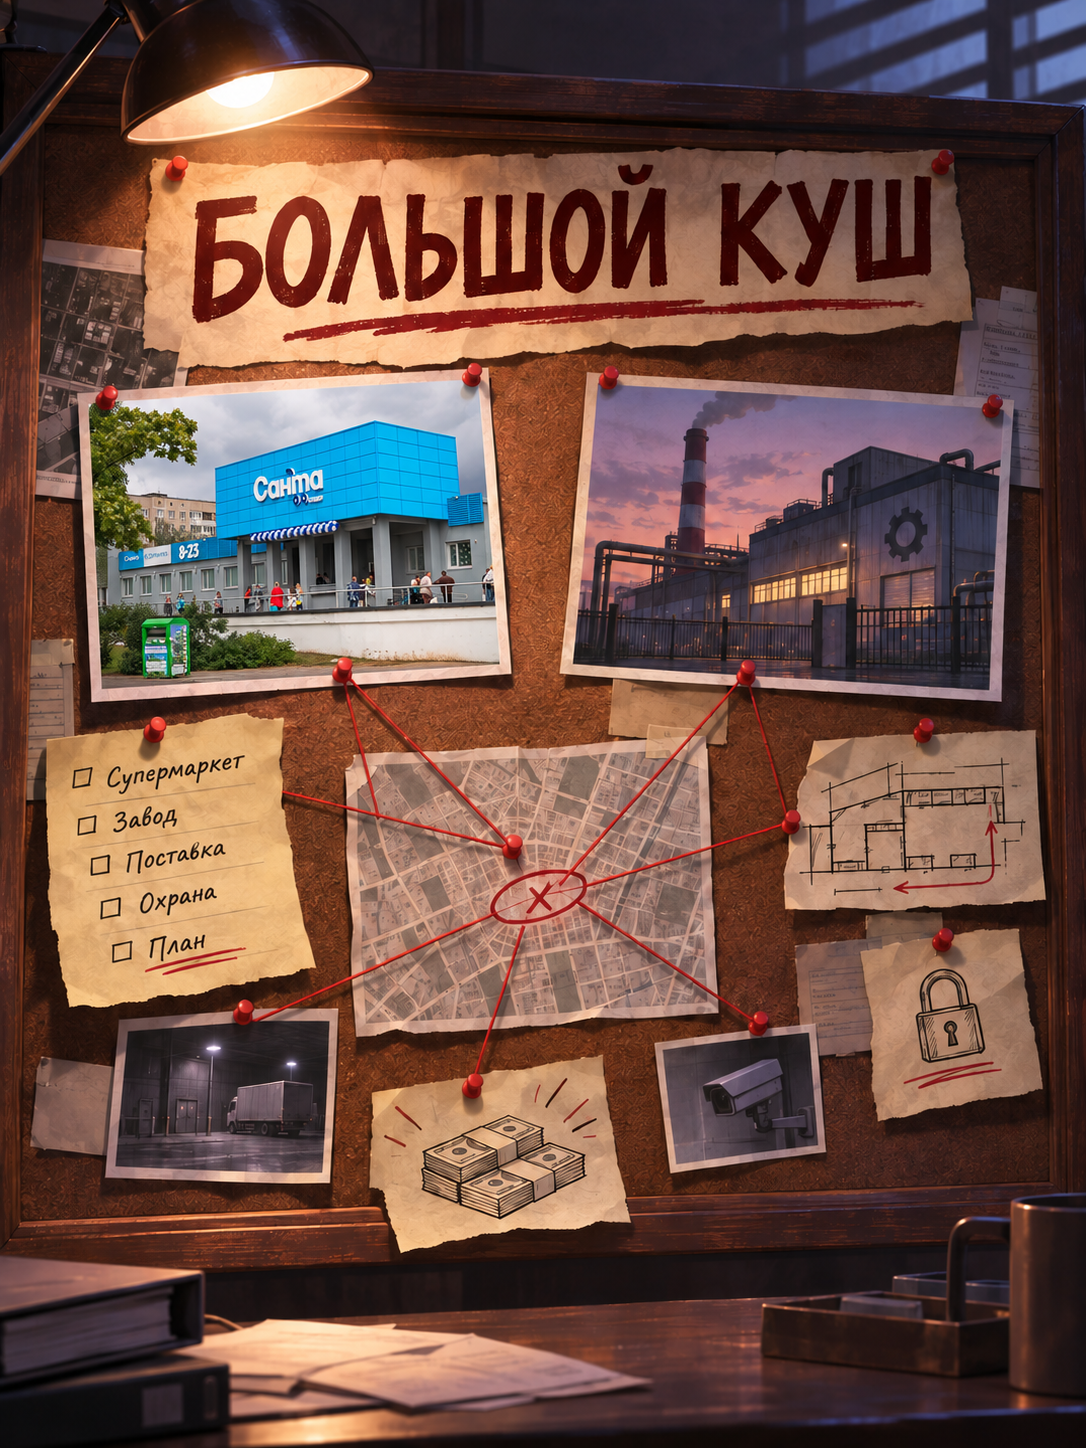 БОЛЬШОЙ КУШ
Санта
8-23
Супермаркет
Завод
Поставка
Охрана
План
X